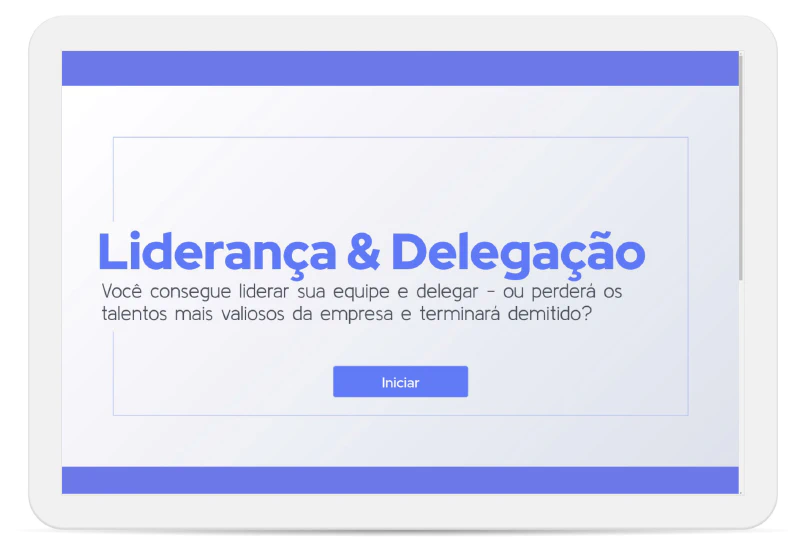 Liderança & Delegação
Você consegue liderar sua equipe e delegar - ou perderá os
talentos mais valiosos da empresa e terminará demitido?
Iniciar